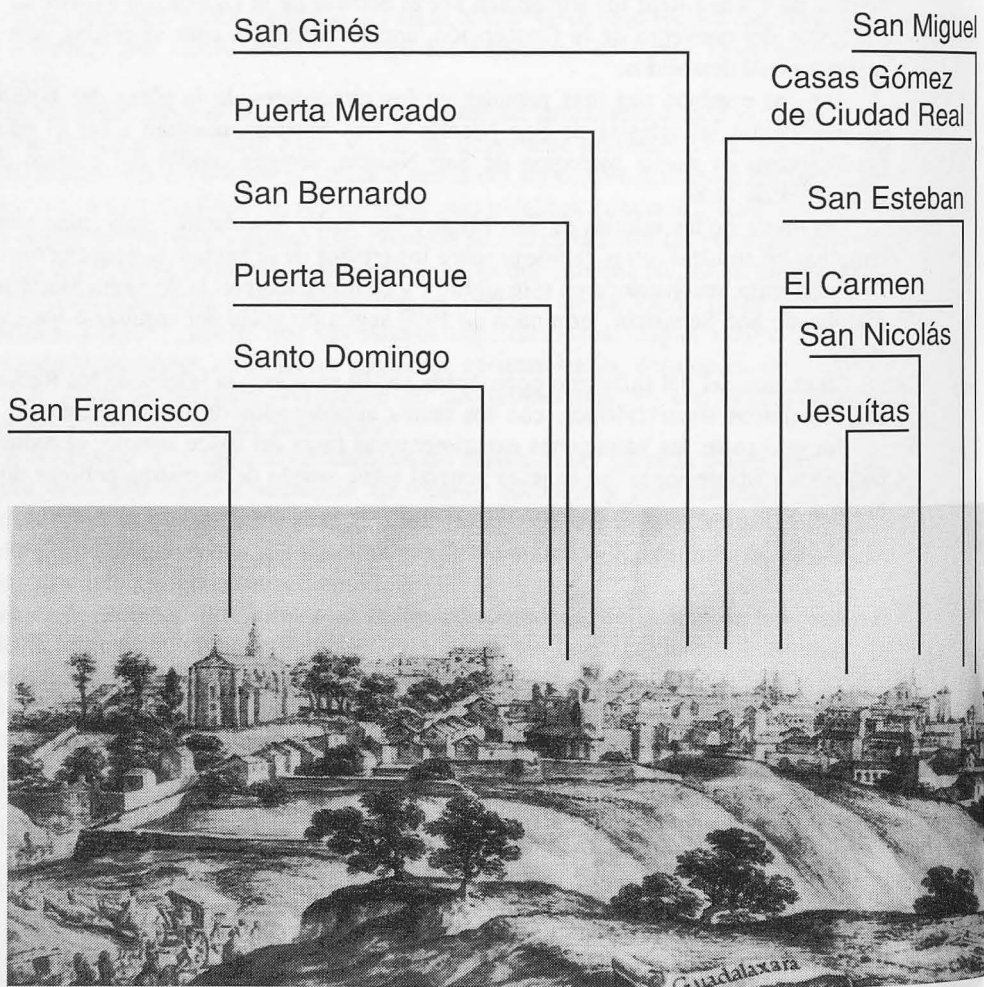 San Ginés
Puerta Mercado
San Bernardo
Puerta Bejanque
Santo Domingo
San Francisco
San Miguel
Casas Gómez
de Ciudad Real
San Esteban
El Carmen
San Nicolás
Jesuítas
Guadalaxara